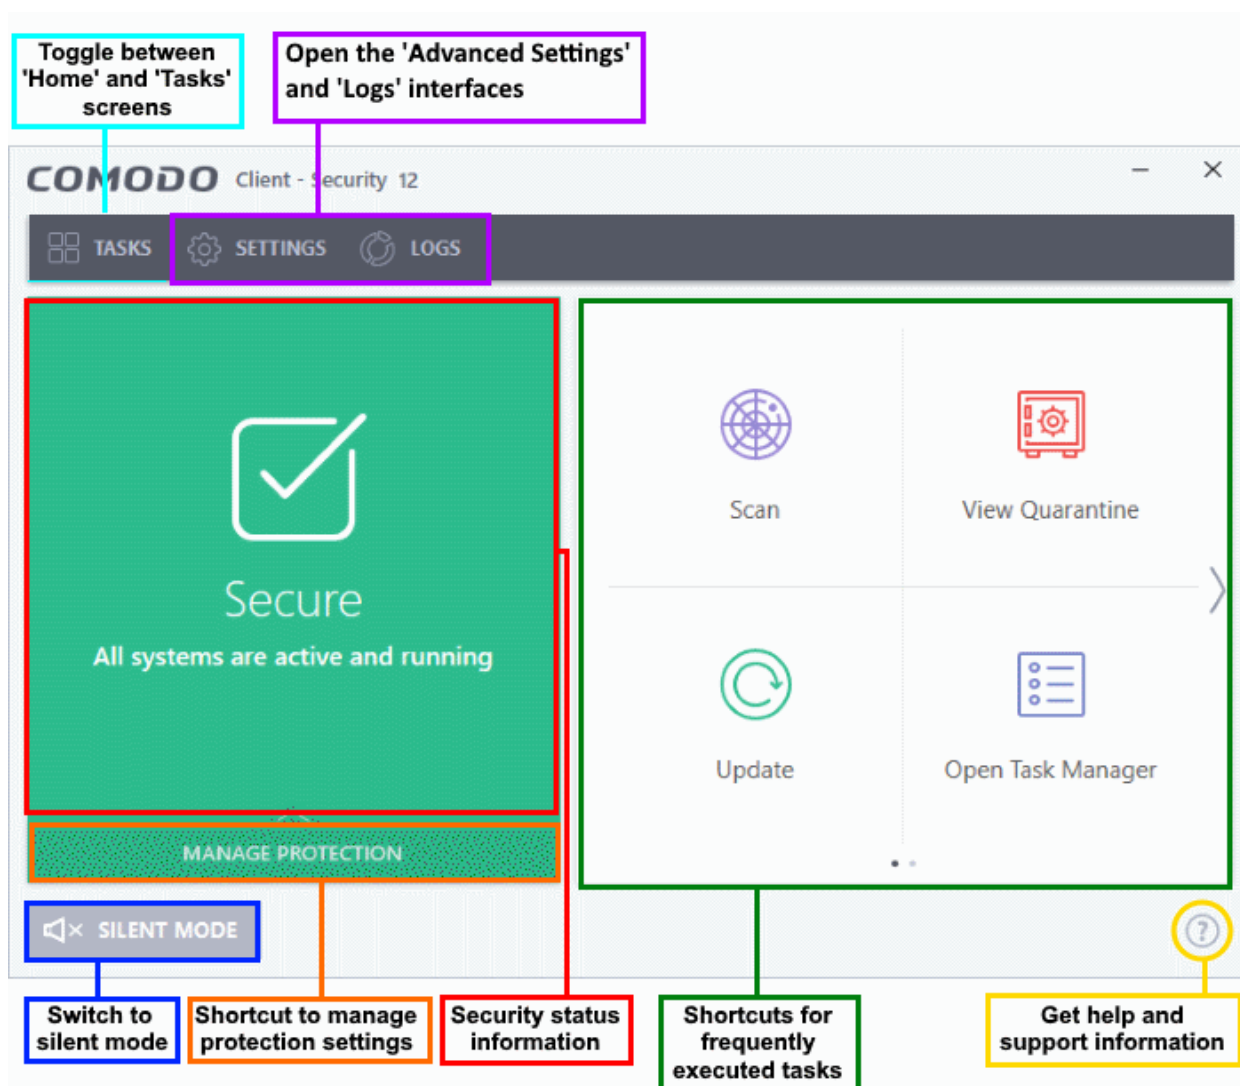 Toggle between
'Home' and 'Tasks'
screens
Open the 'Advanced Settings'
and 'Logs' interfaces
COMODO Client - Security 12
TASKS
SETTINGS
LOGS
Secure
All systems are active and running
MANAGE PROTECTION
Scan
View Quarantine
Update
Open Task Manager
SILENT MODE
?
Switch to
silent mode
Shortcut to manage
protection settings
Security status
information
Shortcuts for
frequently
executed tasks
Get help and
support information